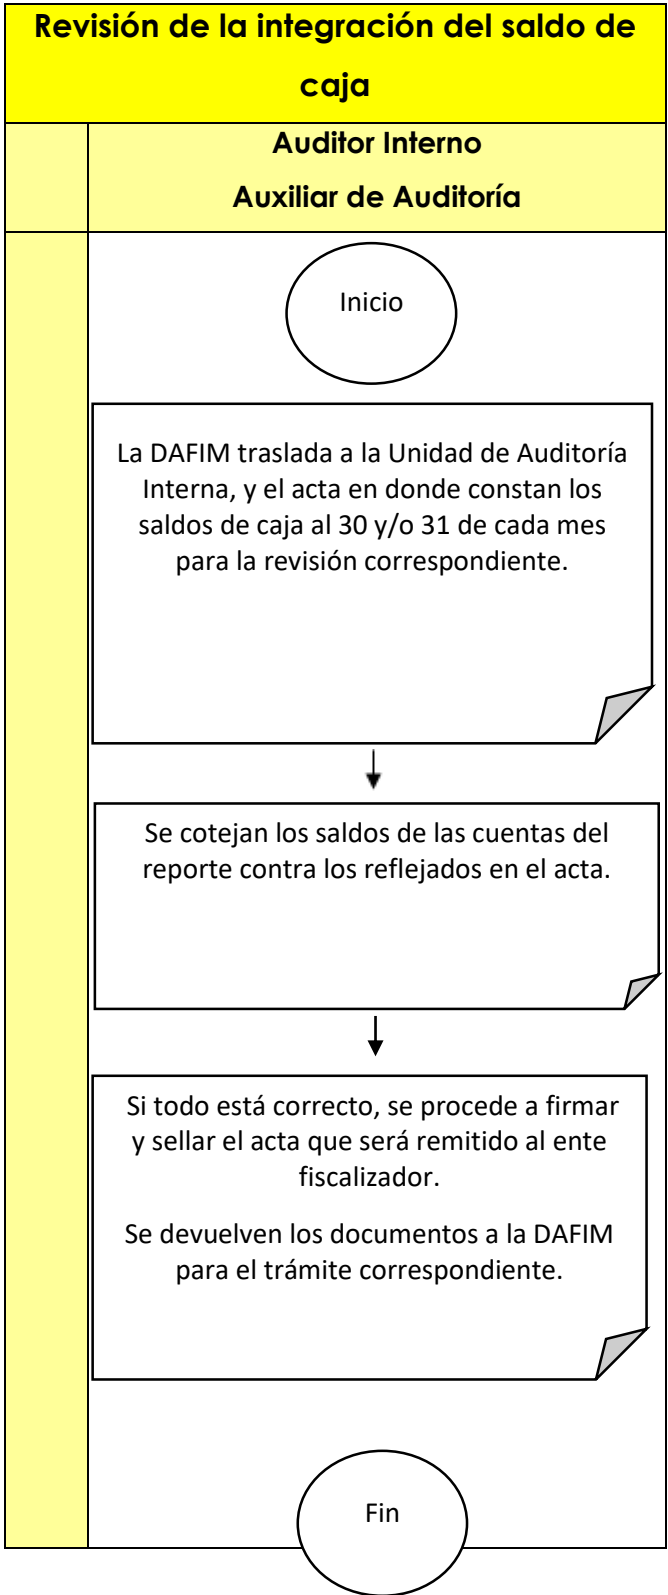 Revisión de la integración del saldo de
caja
Auditor Interno
Auxiliar de Auditoría
Inicio
La DAFIM traslada a la Unidad de Auditoría
Interna, y el acta en donde constan los
saldos de caja al 30 y/o 31 de cada mes
para la revisión correspondiente.
Se cotejan los saldos de las cuentas del
reporte contra los reflejados en el acta.
Si todo está correcto, se procede a firmar
y sellar el acta que será remitido al ente
fiscalizador.
Se devuelven los documentos a la DAFIM
para el trámite correspondiente.
Fin